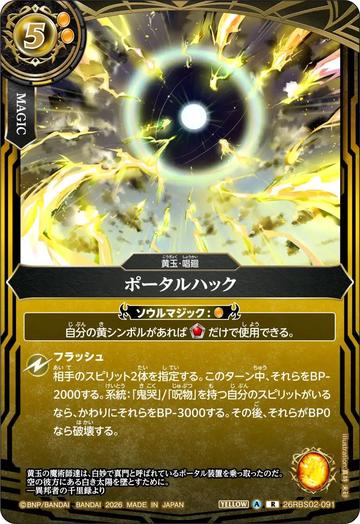 5
MAGIC
黄玉・唱廻
ポータルハック
ソウルマジック：
自分の黄シンボルがあれば だけで使用できる。
フラッシュ
相手のスピリット2体を指定する。このターン中、それらをBP-
2000する。系統：「鬼哭」/「呪物」を持つ自分のスピリットがいる
なら、かわりにそれらをBP-3000する。その後、それらがBP0
なら破壊する。
黄玉の魔術師達は、白妙で真門と呼ばれているポータル装置を乗っ取ったのだ。
空の彼方にある白き太陽を墜とすために。
―異邦者の千里録より
©BNP/BANDAI BANDAI 2026 MADE IN JAPAN
YELLOW A R 26RBS02-091